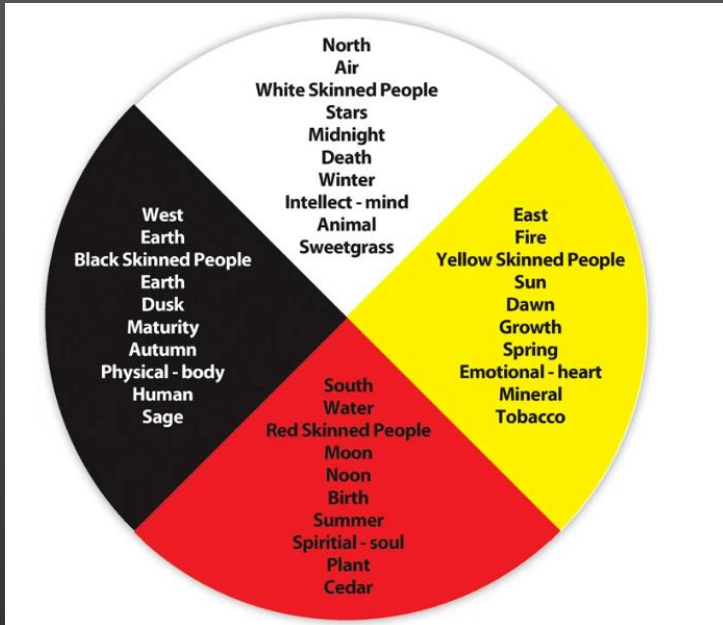 North
Air
White Skinned People
Stars
Midnight
Death
Winter
Intellect - mind
Animal
Sweetgrass
West
Earth
Black Skinned People
Earth
Dusk
Maturity
Autumn
Physical - body
Human
Sage
East
Fire
Yellow Skinned People
Sun
Dawn
Growth
Spring
Emotional - heart
Mineral
Tobacco
South
Water
Red Skinned People
Moon
Noon
Birth
Summer
Spiritial - soul
Plant
Cedar